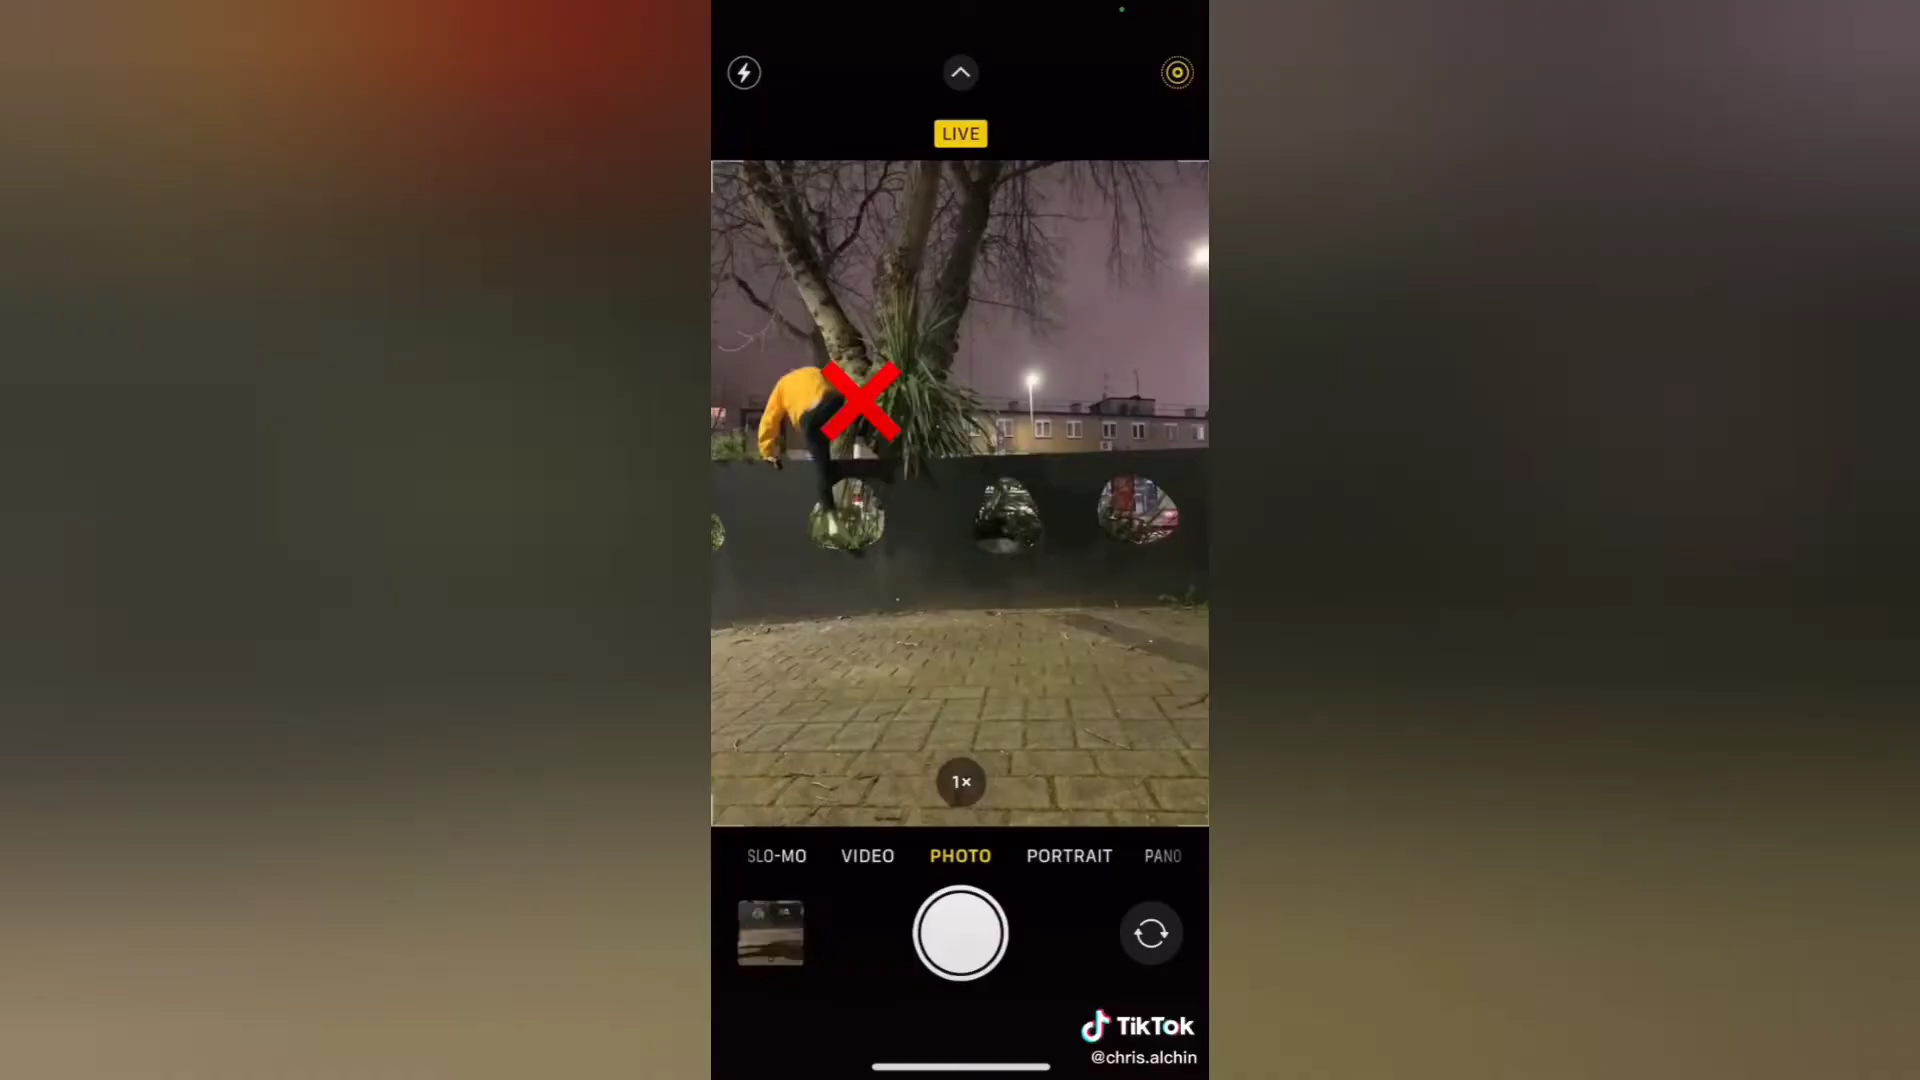 LIVE
1×
SLO-MO VIDEO PHOTO PORTRAIT PANO
TikTok
@chris.alchin